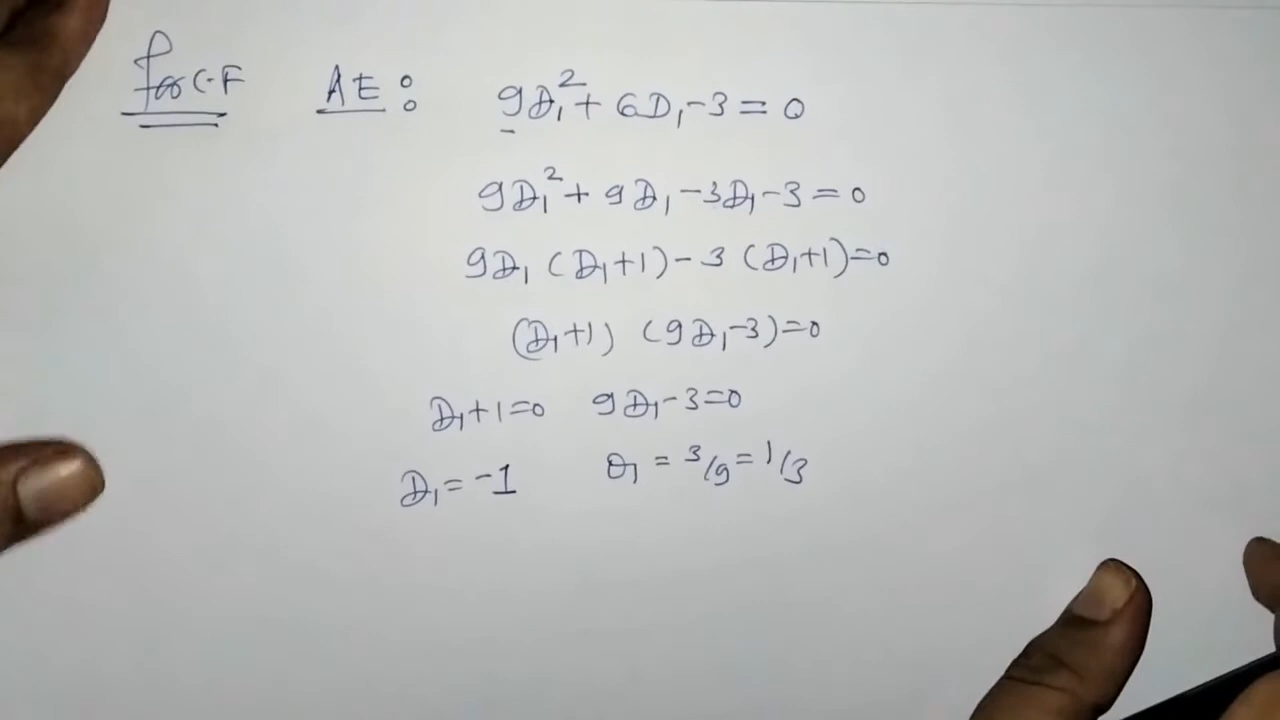 for C.F AE: 9D₁² + 6D₁ - 3 = 0
9D₁² + 9D₁ - 3D₁ - 3 = 0
9D₁ (D₁+1) - 3 (D₁+1) = 0
(D₁+1) (9D₁-3) = 0
D₁+1=0 9D₁-3=0
D₁ = -1 D₁ = 3/9 = 1/3